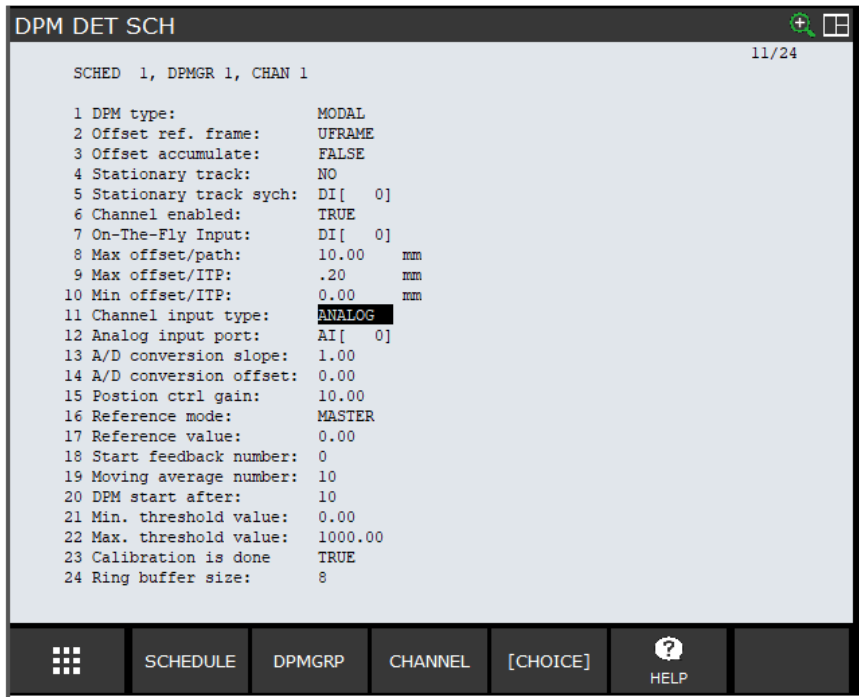 DPM DET SCH
11/24
SCHED 1, DPMGR 1, CHAN 1
1 DPM type: MODAL
2 Offset ref. frame: UFRAME
3 Offset accumulate: FALSE
4 Stationary track: NO
5 Stationary track sych: DI[ 0]
6 Channel enabled: TRUE
7 On-The-Fly Input: DI[ 0]
8 Max offset/path: 10.00 mm
9 Max offset/ITP: .20 mm
10 Min offset/ITP: 0.00 mm
11 Channel input type: ANALOG
12 Analog input port: AI[ 0]
13 A/D conversion slope: 1.00
14 A/D conversion offset: 0.00
15 Postion ctrl gain: 10.00
16 Reference mode: MASTER
17 Reference value: 0.00
18 Start feedback number: 0
19 Moving average number: 10
20 DPM start after: 10
21 Min. threshold value: 0.00
22 Max. threshold value: 1000.00
23 Calibration is done TRUE
24 Ring buffer size: 8
SCHEDULE DPMGRP CHANNEL [CHOICE] ? HELP